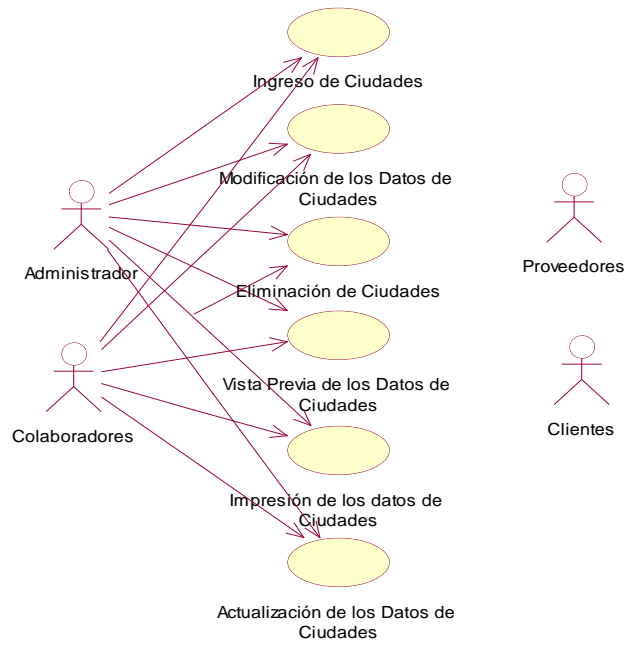 Ingreso de Ciudades
Modificación de los Datos de
Ciudades
Administrador
Proveedores
Eliminación de Ciudades
Vista Previa de los Datos de
Ciudades
Colaboradores
Clientes
Impresión de los datos de
Ciudades
Actualización de los Datos de
Ciudades